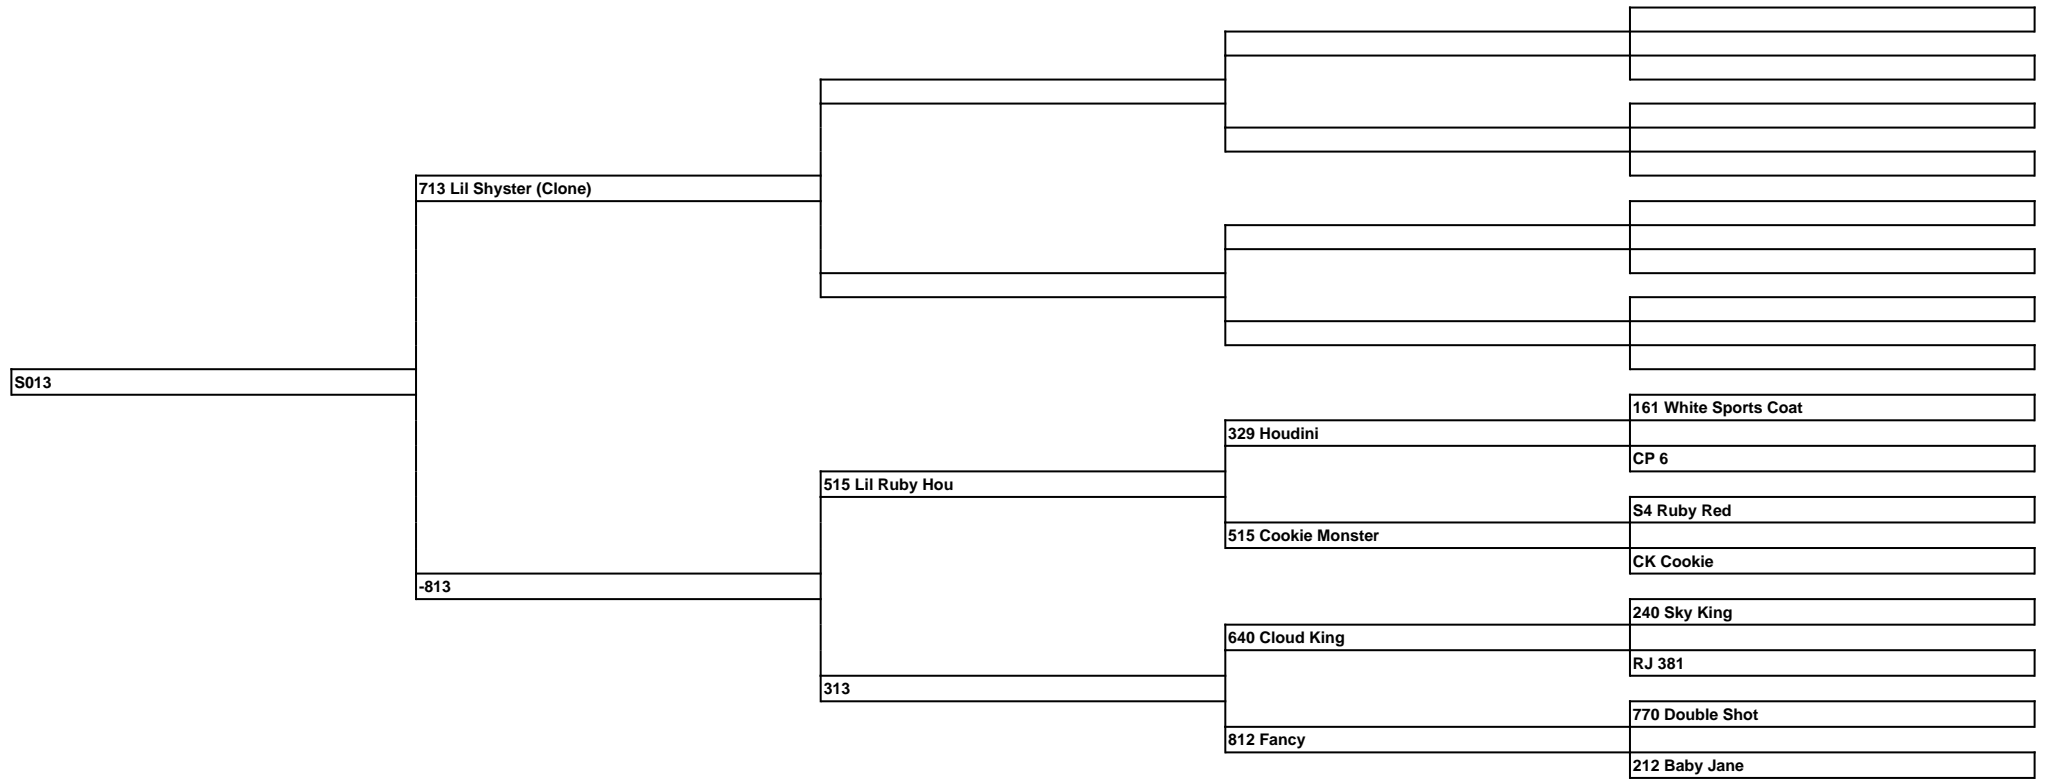 713 Lil Shyster (Clone)
S013
161 White Sports Coat
329 Houdini
CP 6
515 Lil Ruby Hou
S4 Ruby Red
515 Cookie Monster
CK Cookie
-813
240 Sky King
640 Cloud King
RJ 381
313
770 Double Shot
812 Fancy
212 Baby Jane